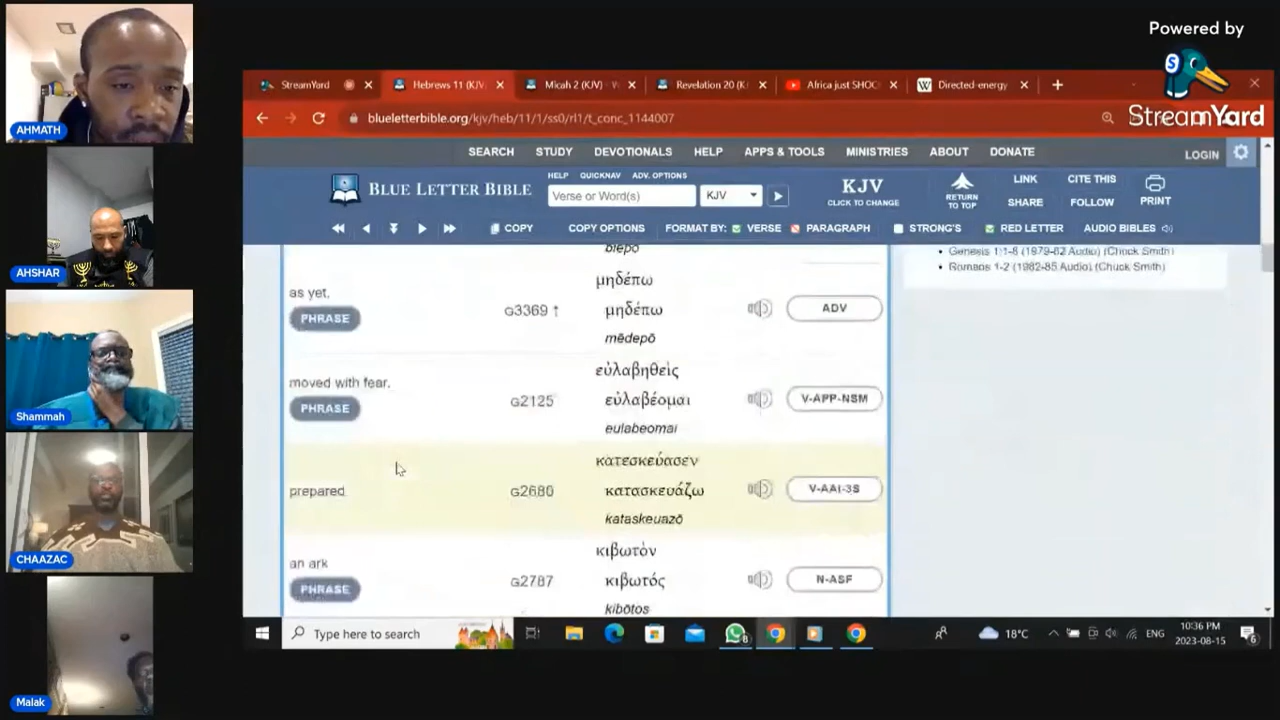 AHMATH
AHSHAR
Shammah
CHAAZAC
Malak
Powered by
StreamYard
StreamYard
Hebrews 11 (KJV
Micah 2 (KJV) - W
Revelation 20 (K
Africa just SHOC
Directed-energy
blueletterbible.org/kjv/heb/11/1/ss0/rl1/t_conc_1144007
SEARCH STUDY DEVOTIONALS HELP APPS & TOOLS MINISTRIES ABOUT DONATE
LOGIN
BLUE LETTER BIBLE
HELP QUICKNAV ADV. OPTIONS
Verse or Word(s)
KJV
KJV
CLICK TO CHANGE
RETURN
TO TOP
LINK
SHARE
CITE THIS
FOLLOW
PRINT
COPY COPY OPTIONS FORMAT BY: VERSE PARAGRAPH STRONG'S RED LETTER AUDIO BIBLES
blepō
• Genesis 1:1-8 (1979-82 Audio) (Chuck Smith)
• Romans 1-2 (1982-85 Audio) (Chuck Smith)
μηδέπω
as yet,
PHRASE
G3369 ↑
μηδέπω
mēdepō
ADV
εὐλαβηθεὶς
moved with fear,
PHRASE
G2125
εὐλαβέομαι
eulabeomai
V-APP-NSM
κατεσκεύασεν
prepared
G2680
κατασκευάζω
kataskeuazō
V-AAI-3S
κιβωτὸν
an ark
PHRASE
G2787
κιβωτός
kibōtos
N-ASF
Type here to search
8
18°C
ENG
10:36 PM
2023-08-15
6